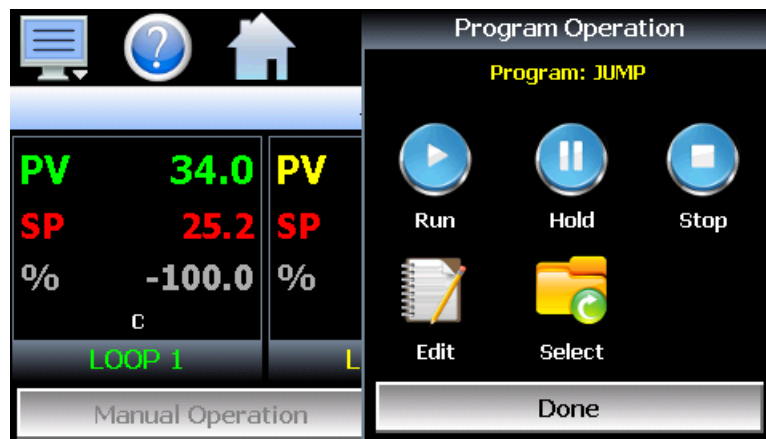 ?
Program Operation
Program: JUMP
PV 34.0 PV
SP 25.2 SP
% -100.0 %
C
LOOP 1 L
Run Hold Stop
Edit Select
Manual Operation
Done